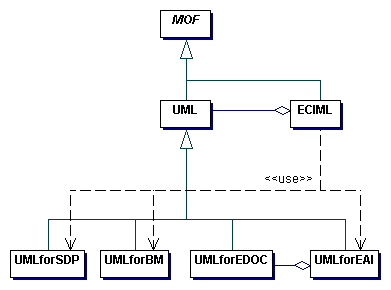 MOF
UML
ECIML
<<use>>
UMLforSDP
UMLforBM
UMLforEDOC
UMLforEAI